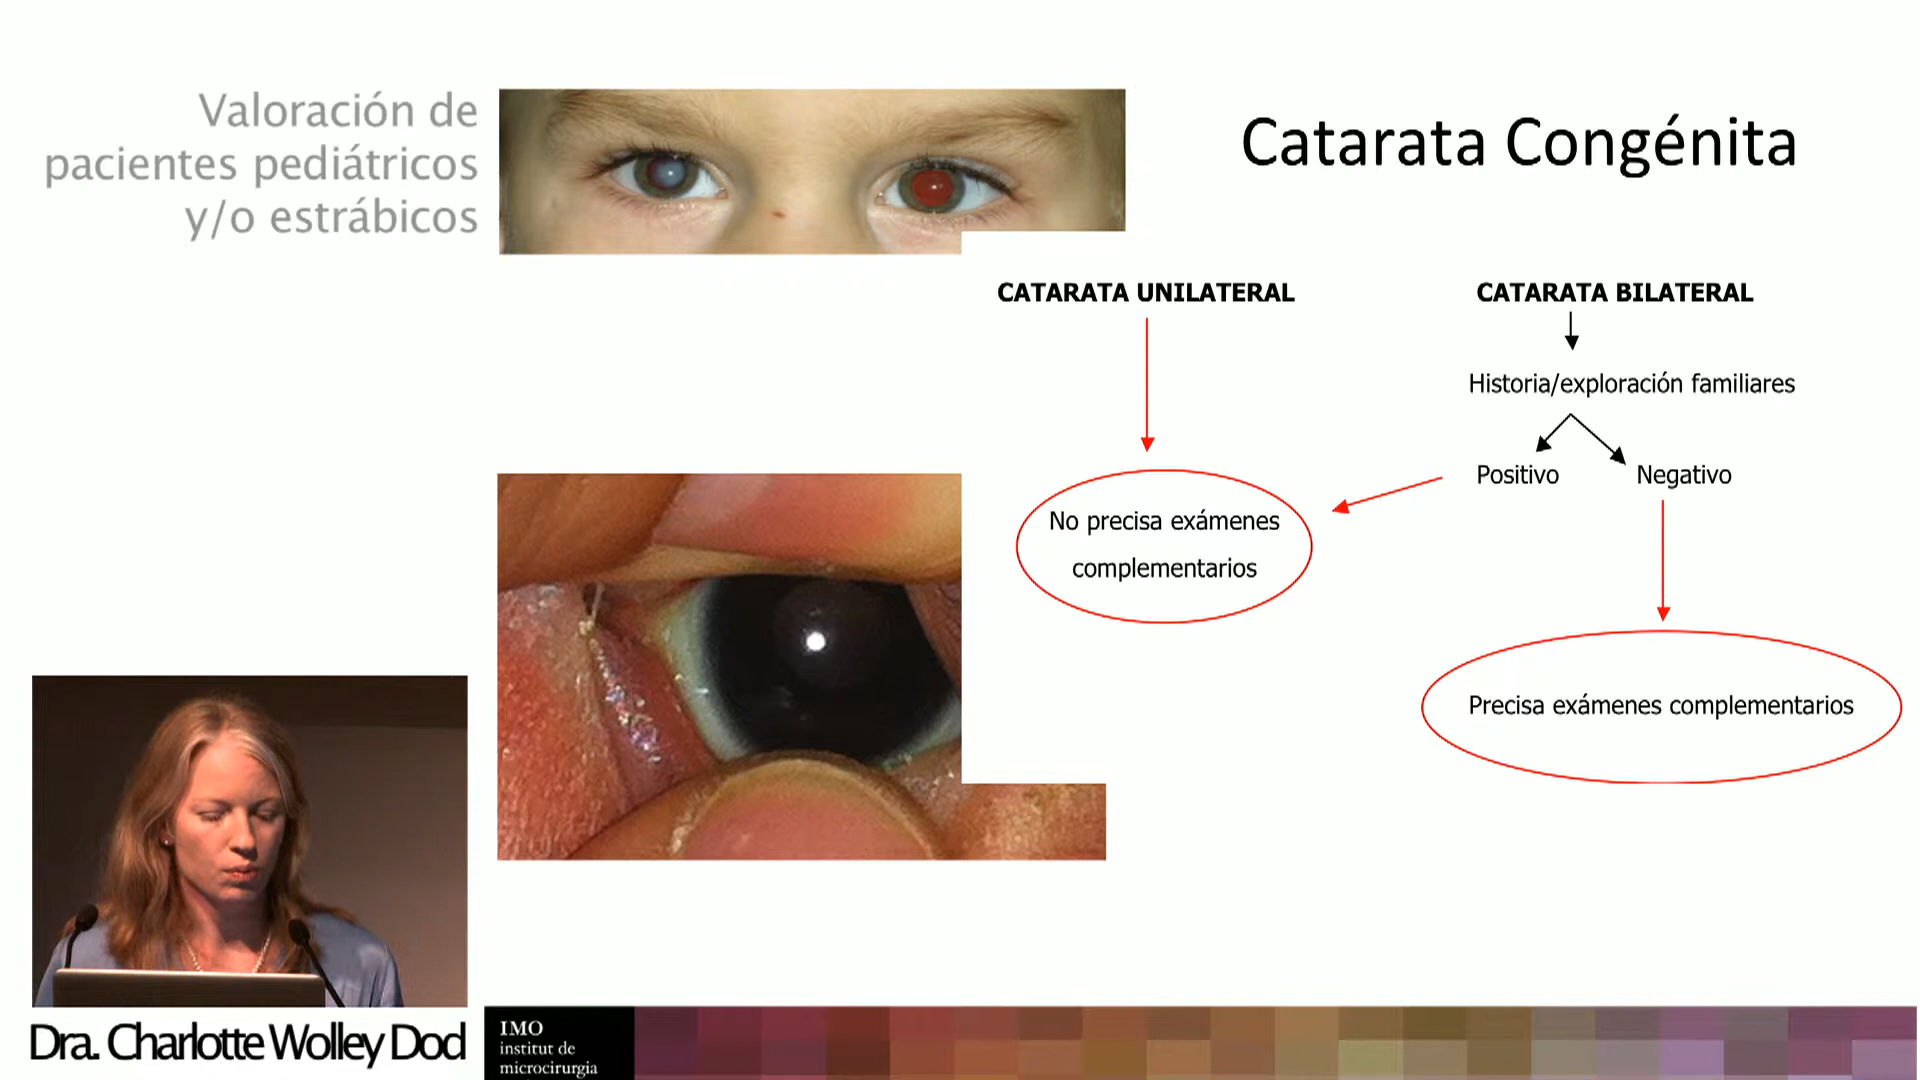 Valoración de
pacientes pediátricos
y/o estrábicos
Catarata Congénita
CATARATA UNILATERAL
CATARATA BILATERAL
Historia/exploración familiares
Positivo
Negativo
No precisa exámenes
complementarios
Precisa exámenes complementarios
Dra. Charlotte Wolley Dod
IMO
institut de
microcirurgia